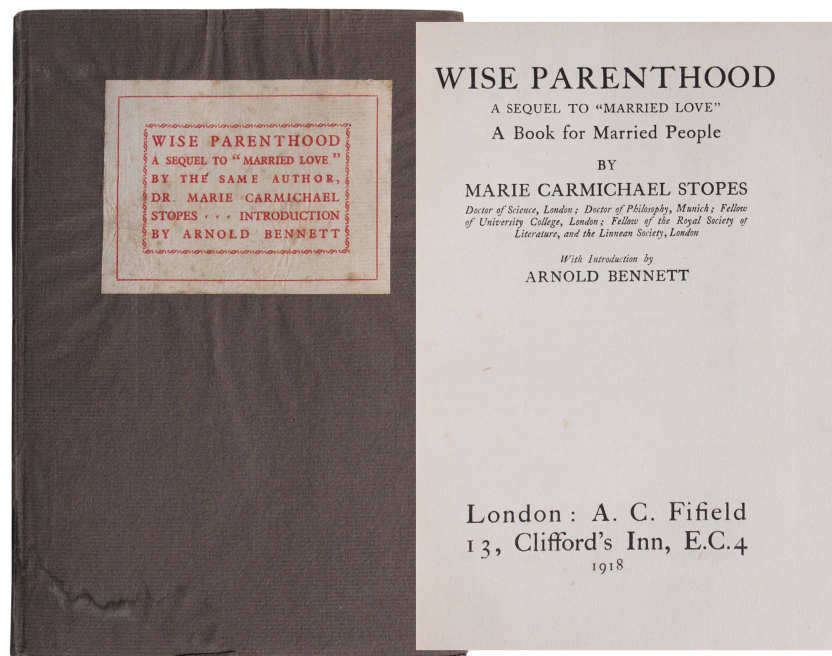 WISE PARENTHOOD
A SEQUEL TO "MARRIED LOVE"
BY THE SAME AUTHOR,
DR. MARIE CARMICHAEL
STOPES · · · INTRODUCTION
BY ARNOLD BENNETT
WISE PARENTHOOD
A SEQUEL TO "MARRIED LOVE"
A Book for Married People
BY
MARIE CARMICHAEL STOPES
Doctor of Science, London; Doctor of Philosophy, Munich; Fellow
of University College, London; Fellow of the Royal Society of
Literature, and the Linnean Society, London
With Introduction by
ARNOLD BENNETT
London: A. C. Fifield
13, Clifford's Inn, E.C.4
1918